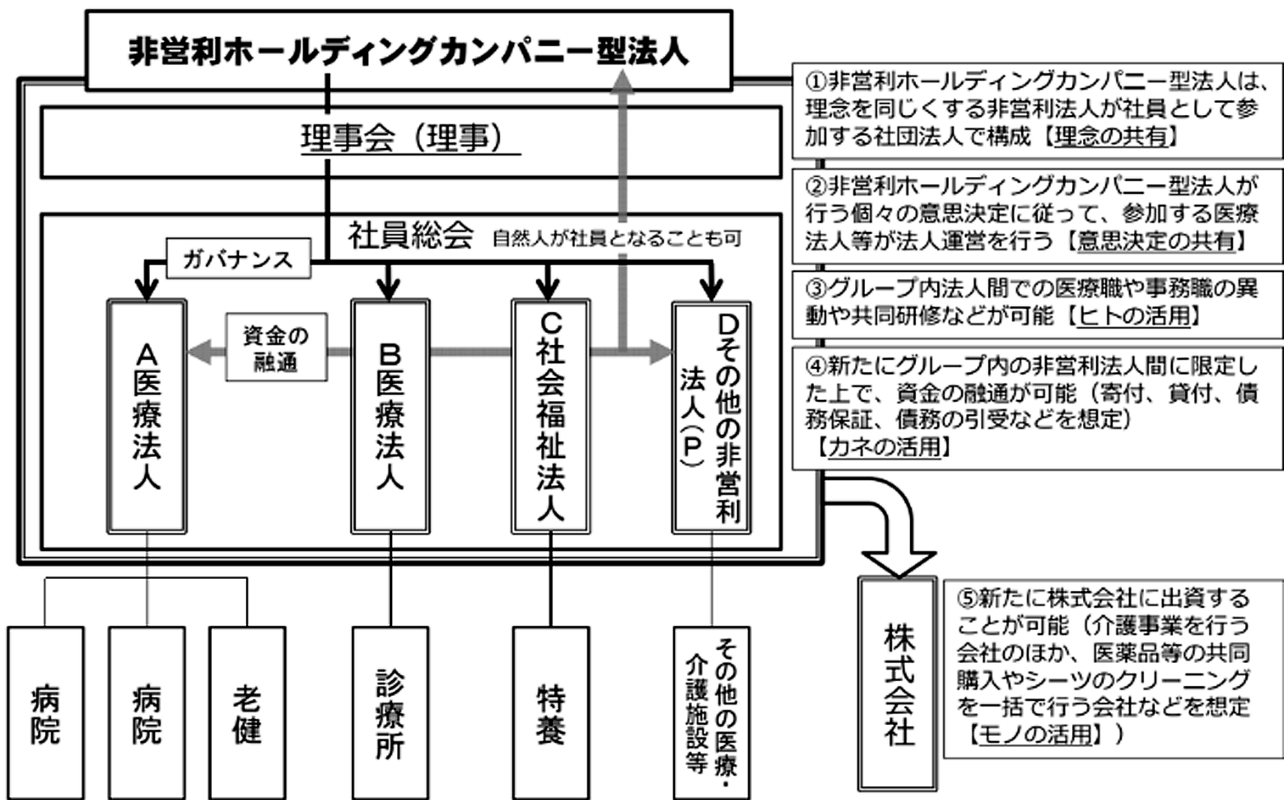 非営利ホールディングカンパニー型法人
理事会（理事）
社員総会 自然人が社員となることも可
ガバナンス
資金の
融通
A医療法人
B医療法人
C社会福祉法人
Dその他の非営利
法人(P)
病院
病院
老健
診療所
特養
その他の医療・
介護施設等
株式会社
①非営利ホールディングカンパニー型法人は、
理念を同じくする非営利法人が社員として参
加する社団法人で構成【理念の共有】
②非営利ホールディングカンパニー型法人が
行う個々の意思決定に従って、参加する医療
法人等が法人運営を行う【意思決定の共有】
③グループ内法人間での医療職や事務職の異
動や共同研修などが可能【ヒトの活用】
④新たにグループ内の非営利法人間に限定し
た上で、資金の融通が可能（寄付、貸付、債
務保証、債務の引受などを想定）
【カネの活用】
⑤新たに株式会社に出資する
ことが可能（介護事業を行う
会社のほか、医薬品等の共同
購入やシーツのクリーニング
を一括で行う会社などを想定
【モノの活用】）